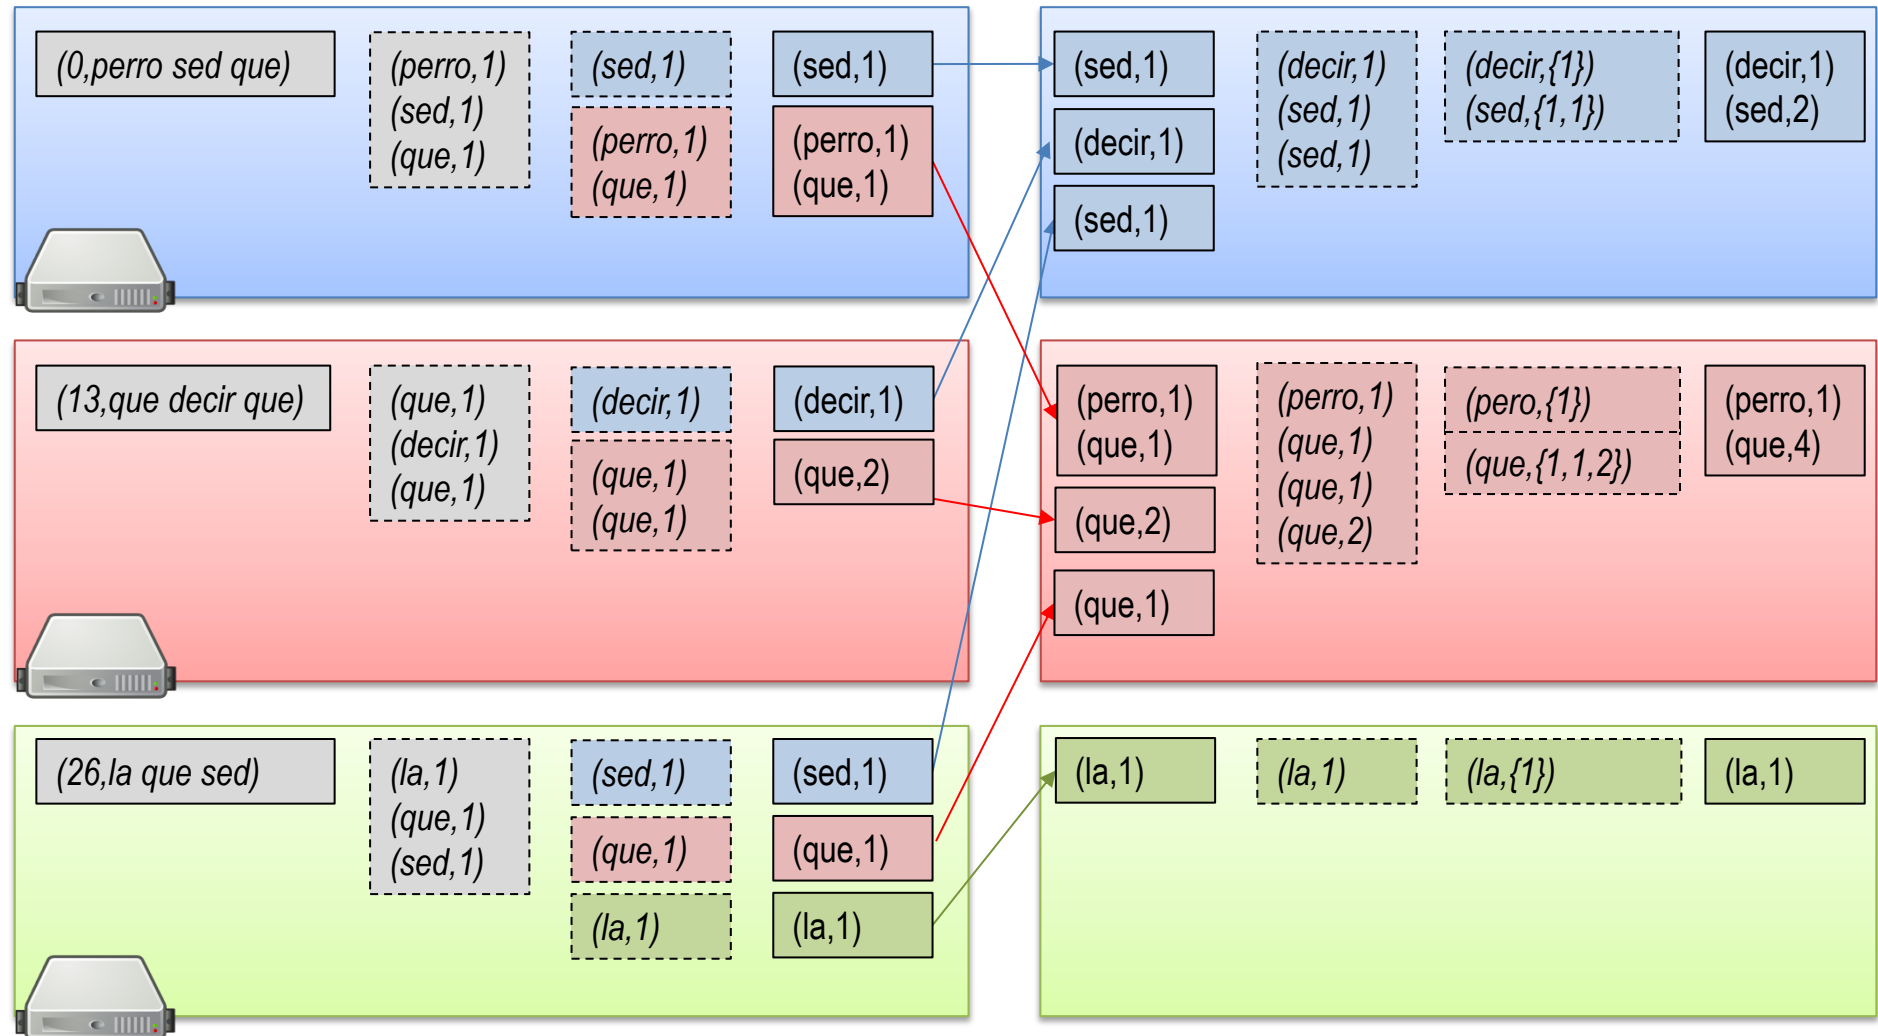 (0,perro sed que)
(perro,1)
(sed,1)
(que,1)
(sed,1)
(perro,1)
(que,1)
(sed,1)
(perro,1)
(que,1)
(sed,1)
(decir,1)
(sed,1)
(decir,1)
(sed,1)
(sed,1)
(decir,{1})
(sed,{1,1})
(decir,1)
(sed,2)
(13,que decir que)
(que,1)
(decir,1)
(que,1)
(decir,1)
(que,1)
(que,1)
(decir,1)
(que,2)
(perro,1)
(que,1)
(que,2)
(que,1)
(perro,1)
(que,1)
(que,1)
(que,2)
(pero,{1})
(que,{1,1,2})
(perro,1)
(que,4)
(26,la que sed)
(la,1)
(que,1)
(sed,1)
(sed,1)
(que,1)
(la,1)
(sed,1)
(que,1)
(la,1)
(la,1)
(la,1)
(la,{1})
(la,1)